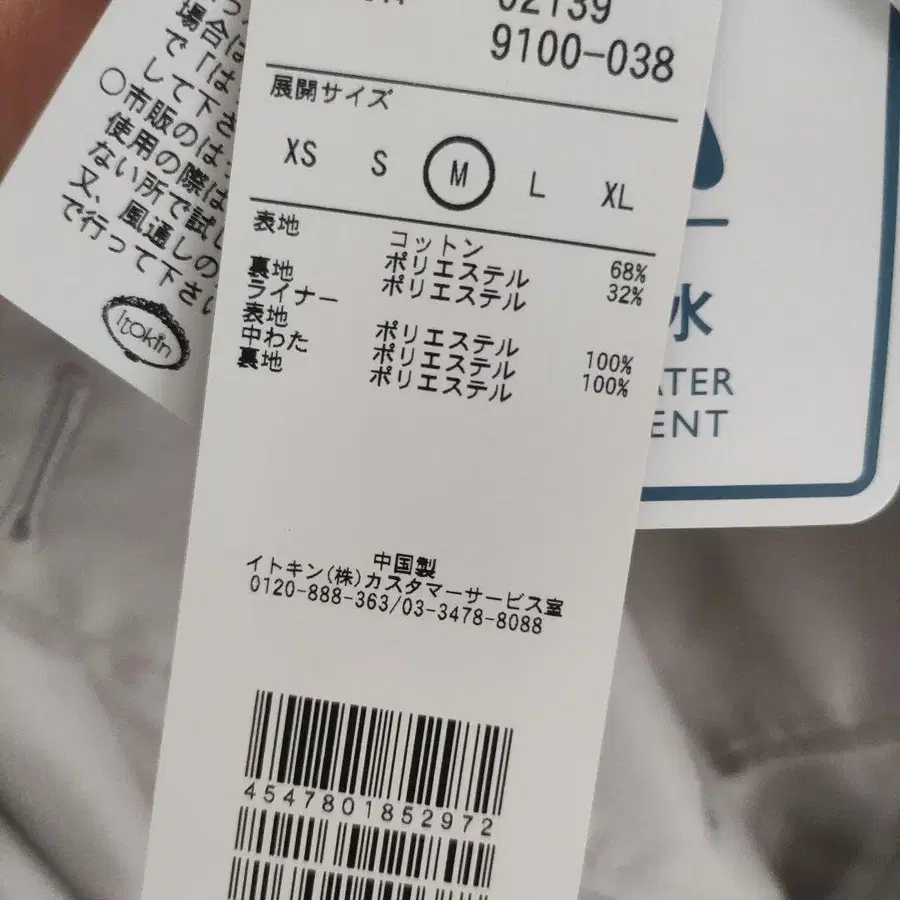 02139
9100-038
展開サイズ
XS S M L XL
表地 コットン 68%
ポリエステル 32%
裏地 ポリエステル
ライナー
表地 ポリエステル 100%
中わた ポリエステル 100%
裏地 ポリエステル
中国製
イトキン(株)カスタマーサービス室
0120-888-363/03-3478-8088
4547801852972
場合は
で「は
して下さ
○市販のは
使用の際は
ない所で試し
又、風通しの
で行って下さい
itokin
水
ATER
ENT